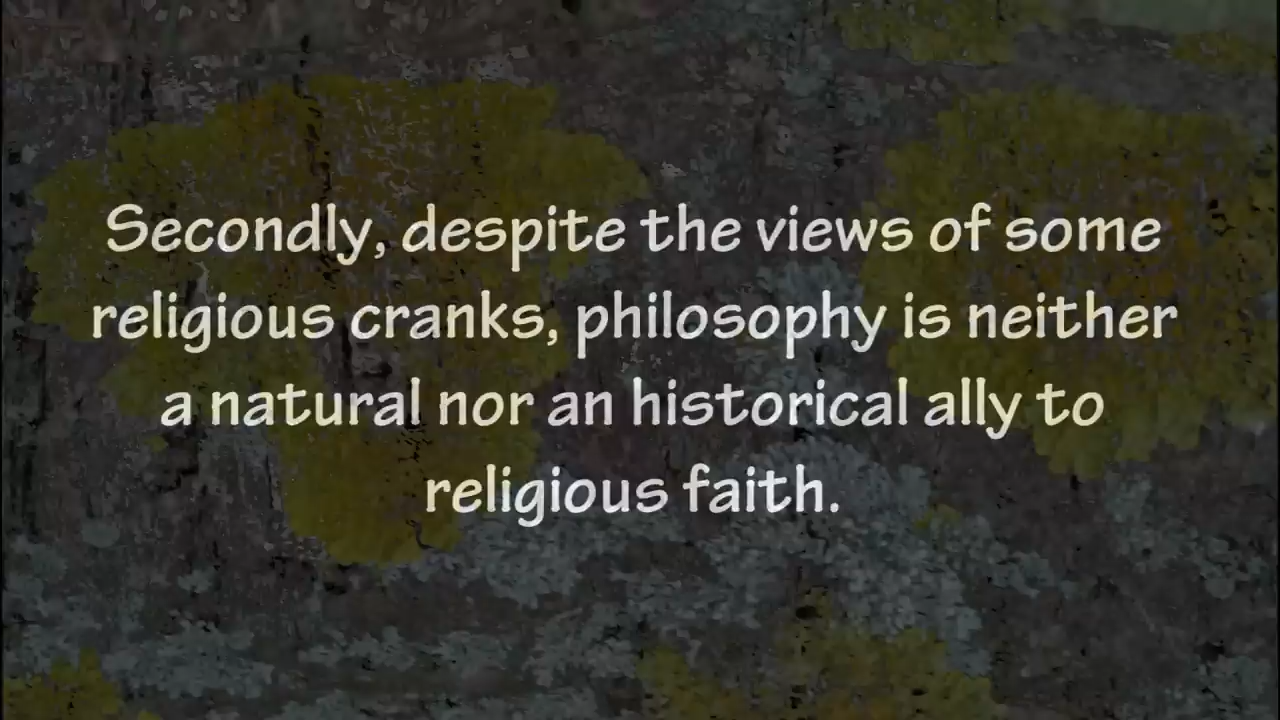 Secondly, despite the views of some
religious cranks, philosophy is neither
a natural nor an historical ally to
religious faith.